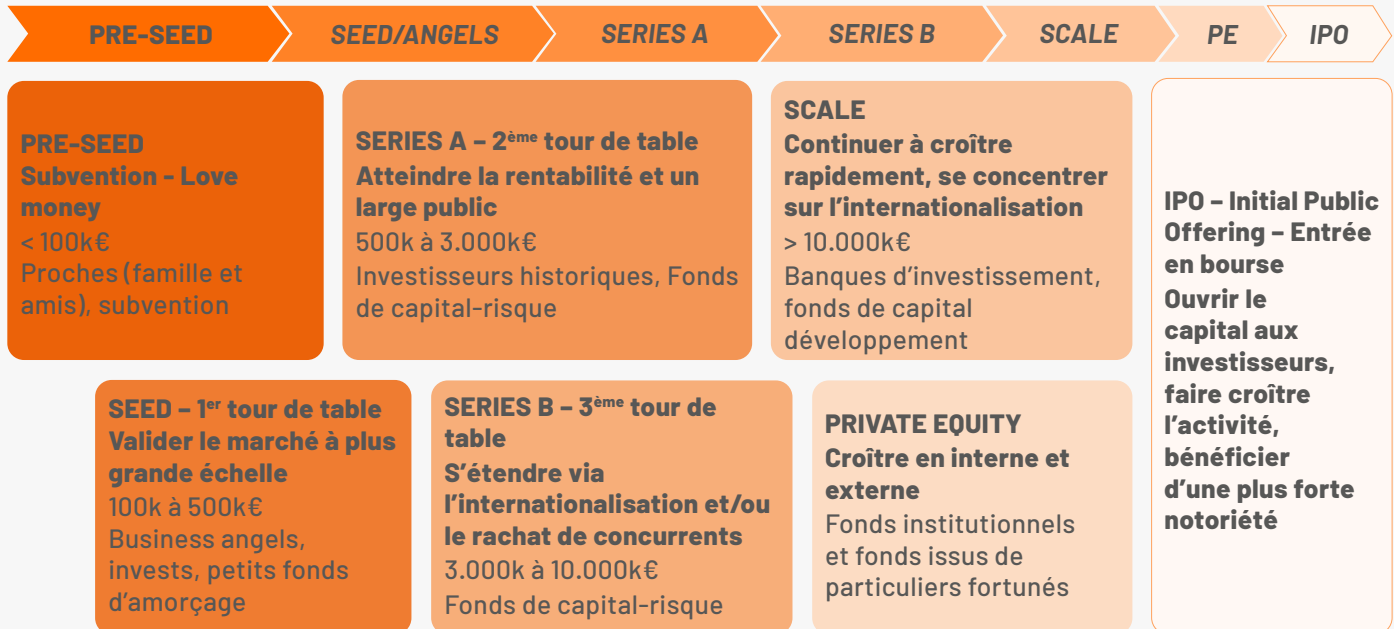 PRE-SEED
SEED/ANGELS
SERIES A
SERIES B
SCALE
PE
IPO
PRE-SEED
Subvention - Love
money
< 100k€
Proches (famille et
amis), subvention
SERIES A – 2ème tour de table
Atteindre la rentabilité et un
large public
500k à 3.000k€
Investisseurs historiques, Fonds
de capital-risque
SCALE
Continuer à croître
rapidement, se concentrer
sur l’internationalisation
> 10.000k€
Banques d’investissement,
fonds de capital
développement
IPO – Initial Public
Offering – Entrée
en bourse
Ouvrir le
capital aux
investisseurs,
faire croître
l’activité,
bénéficier
d’une plus forte
notoriété
SEED – 1er tour de table
Valider le marché à plus
grande échelle
100k à 500k€
Business angels,
invests, petits fonds
d’amorçage
SERIES B – 3ème tour de
table
S’étendre via
l’internationalisation et/ou
le rachat de concurrents
3.000k à 10.000k€
Fonds de capital-risque
PRIVATE EQUITY
Croître en interne et
externe
Fonds institutionnels
et fonds issus de
particuliers fortunés